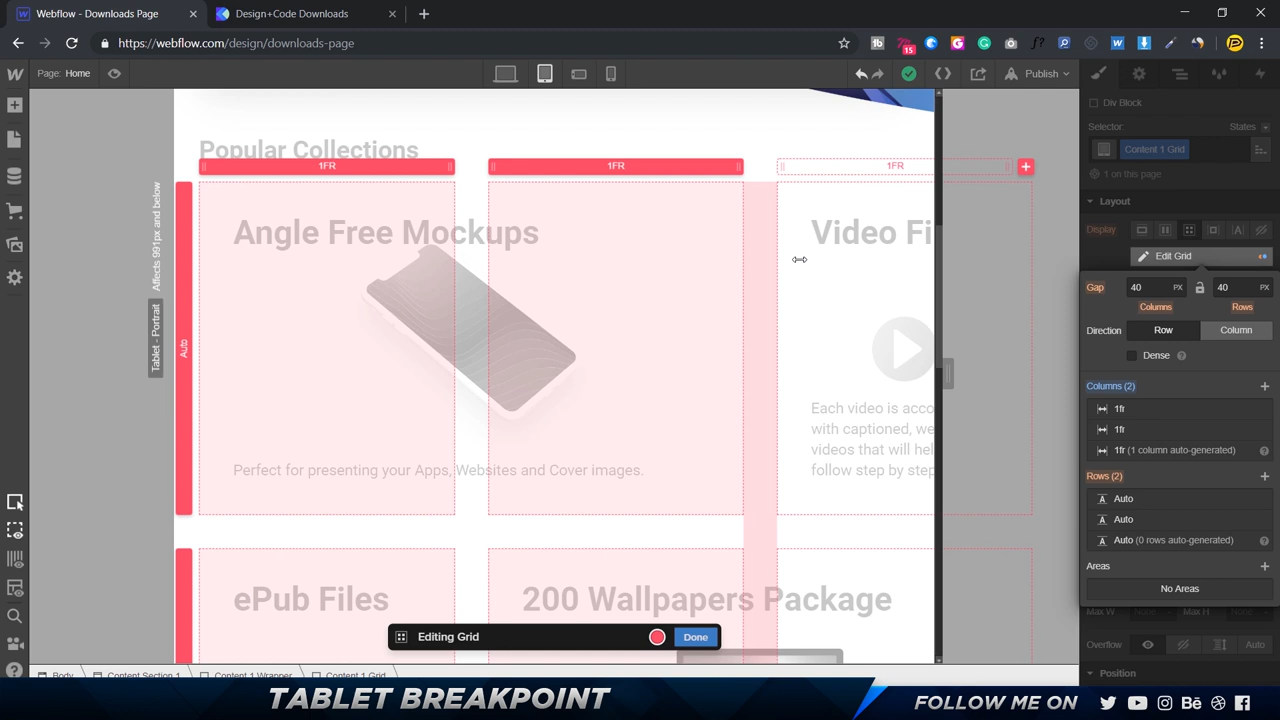 Webflow - Downloads
Design+Code Downloads
https://webflow.com/design/downloads-page
15
f?
Page: Home
Publish
Div Block
Selector:
States
Content 1 Grid
1 on this page
Layout
Display
Edit Grid
Gap
40 PX
40 PX
Columns
Rows
Direction
Row
Column
Dense
Columns (2)
1fr
1fr
1fr (1 column auto-generated)
Rows (2)
Auto
Auto
Auto (0 rows auto-generated)
Areas
No Areas
Max W None
Max H None
Overflow
Auto
Position
Affects 991px and below
Tablet - Portrait
Popular Collections
1FR
1FR
1FR
Auto
Angle Free Mockups
Video Fi
Each video is acco
with captioned, we
videos that will hel
follow step by step
Perfect for presenting your Apps, Websites and Cover images.
ePub Files
200 Wallpapers Package
Editing Grid
Done
Body
Content Section 1
Content 1 Wrapper
Content 1 Grid
TABLET BREAKPOINT
FOLLOW ME ON